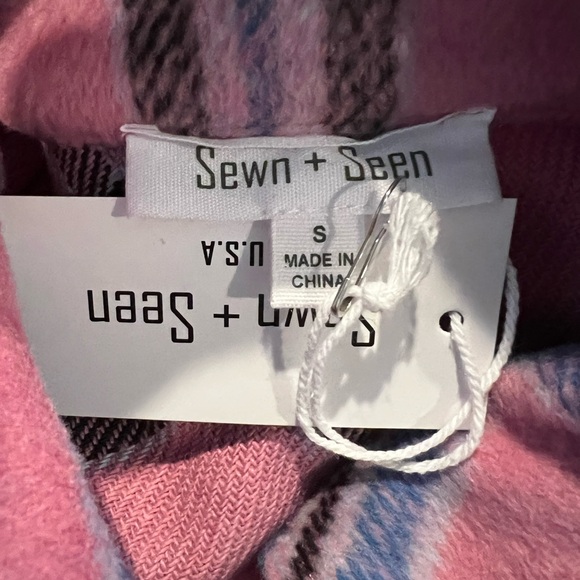 Sewn + Seen
S
MADE IN
CHINA
Sewn + Seen
U.S.A